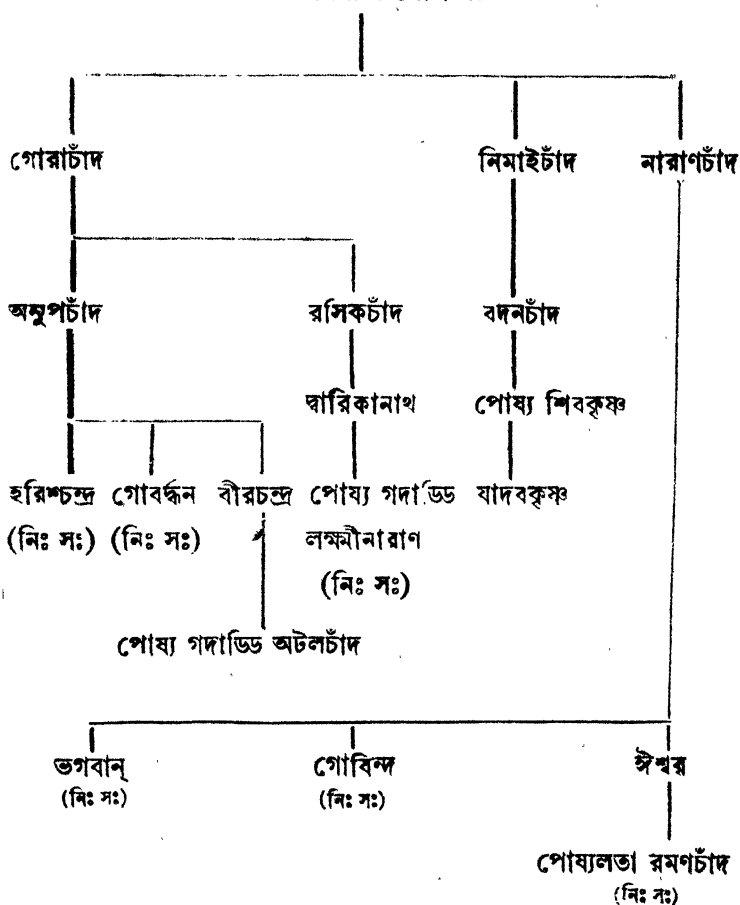 গোরাচাঁদ নিমাইচাঁদ নারাণচাঁদ
অনুপচাঁদ রসিকচাঁদ বদনচাঁদ
দ্বারিকানাথ পোষ্য শিবকৃষ্ণ
হরিশ্চন্দ্র গোবর্দ্ধন বীরচন্দ্র পোষ্য গদাডিড যাদবকৃষ্ণ
(নিঃ সঃ) (নিঃ সঃ) লক্ষ্মীনারাণ
(নিঃ সঃ)
পোষ্য গদাডিড অটলচাঁদ
ভগবান্ গোবিন্দ ঈশ্বর
(নিঃ সঃ) (নিঃ সঃ)
পোষ্যলতা রমণচাঁদ
(নিঃ সঃ)